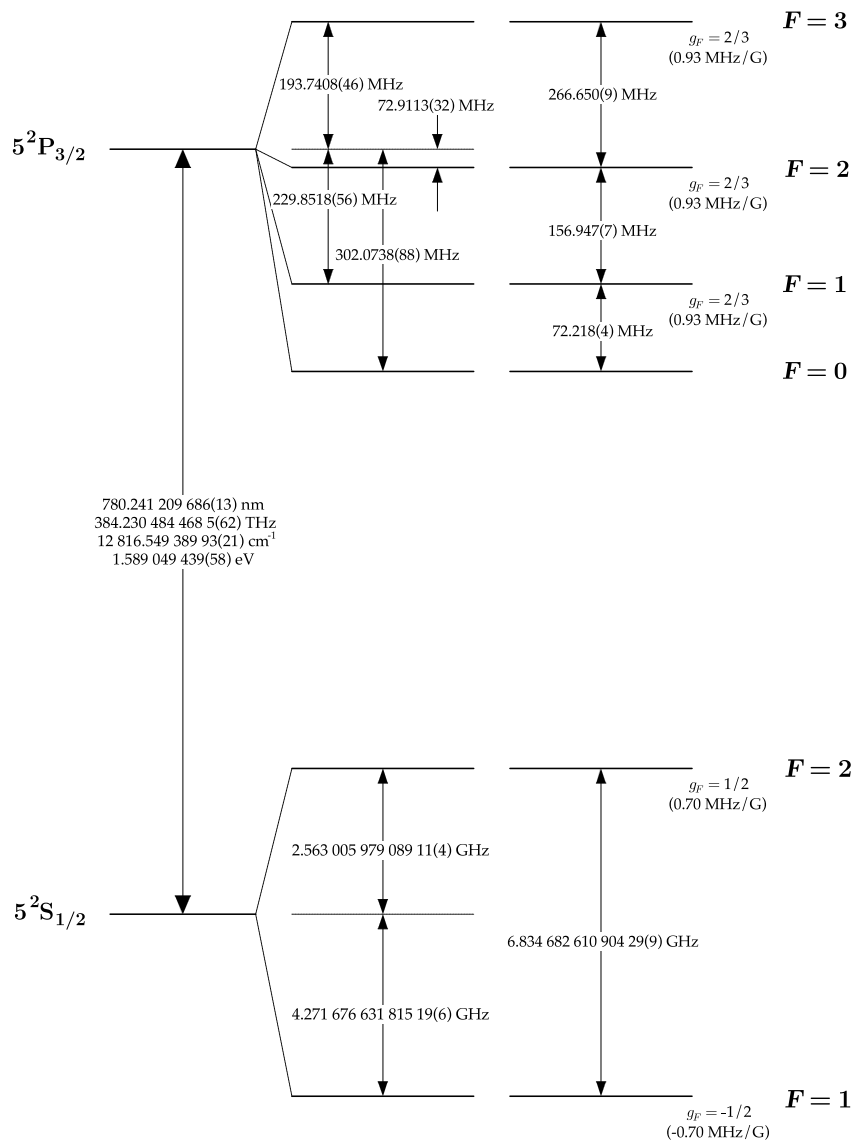 F = 3
g_F = 2/3
(0.93 MHz/G)
193.7408(46) MHz
266.650(9) MHz
72.9113(32) MHz
5 ²P₃/₂
F = 2
g_F = 2/3
(0.93 MHz/G)
229.8518(56) MHz
156.947(7) MHz
302.0738(88) MHz
F = 1
g_F = 2/3
(0.93 MHz/G)
72.218(4) MHz
F = 0
780.241 209 686(13) nm
384.230 484 468 5(62) THz
12 816.549 389 93(21) cm⁻¹
1.589 049 439(58) eV
F = 2
g_F = 1/2
(0.70 MHz/G)
2.563 005 979 089 11(4) GHz
5 ²S₁/₂
6.834 682 610 904 29(9) GHz
4.271 676 631 815 19(6) GHz
F = 1
g_F = -1/2
(-0.70 MHz/G)